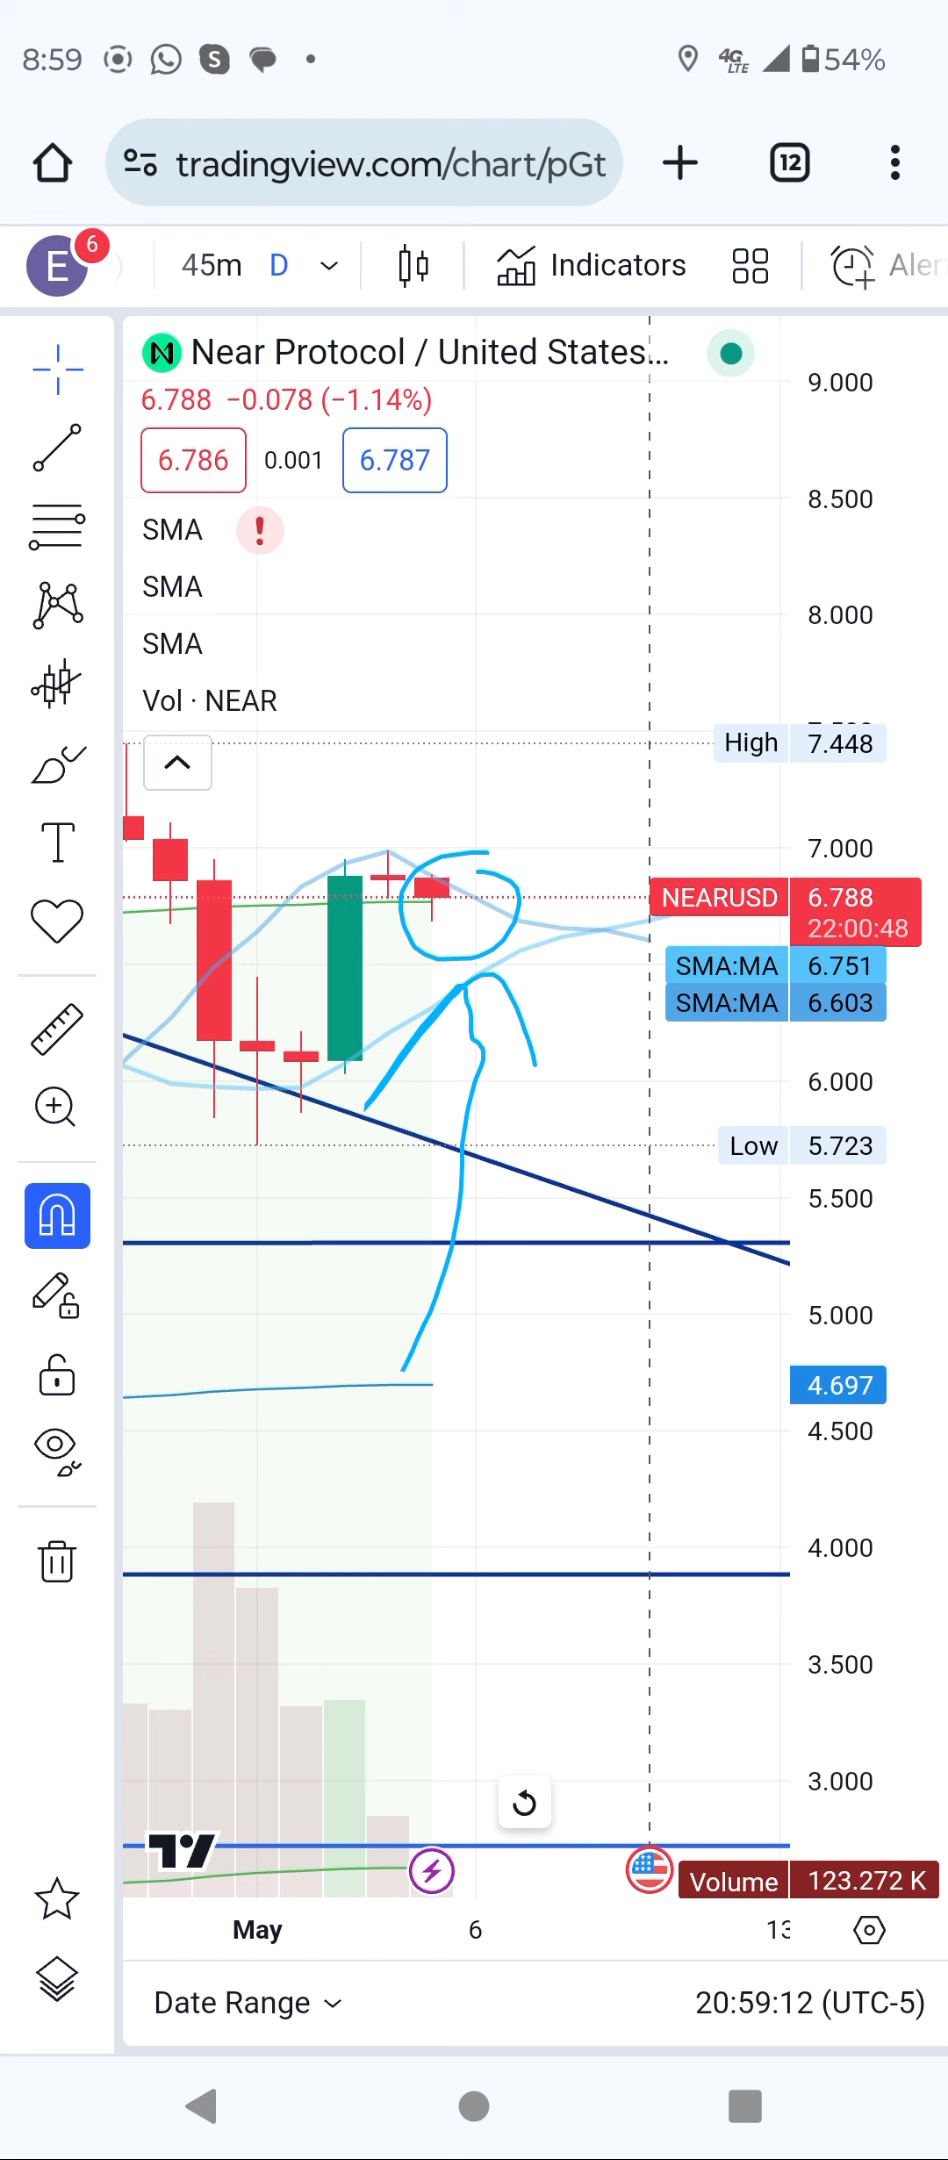 8:59 S 4G LTE 54%
tradingview.com/chart/pGt 12
E 6 45m D Indicators Aler
Near Protocol / United States...
6.788 −0.078 (−1.14%)
6.786 0.001 6.787
SMA !
SMA
SMA
Vol · NEAR
9.000
8.500
8.000
High 7.448
7.000
NEARUSD 6.788
22:00:48
SMA:MA 6.751
SMA:MA 6.603
6.000
Low 5.723
5.500
5.000
4.697
4.500
4.000
3.500
3.000
Volume 123.272 K
May 6 13
Date Range 20:59:12 (UTC-5)